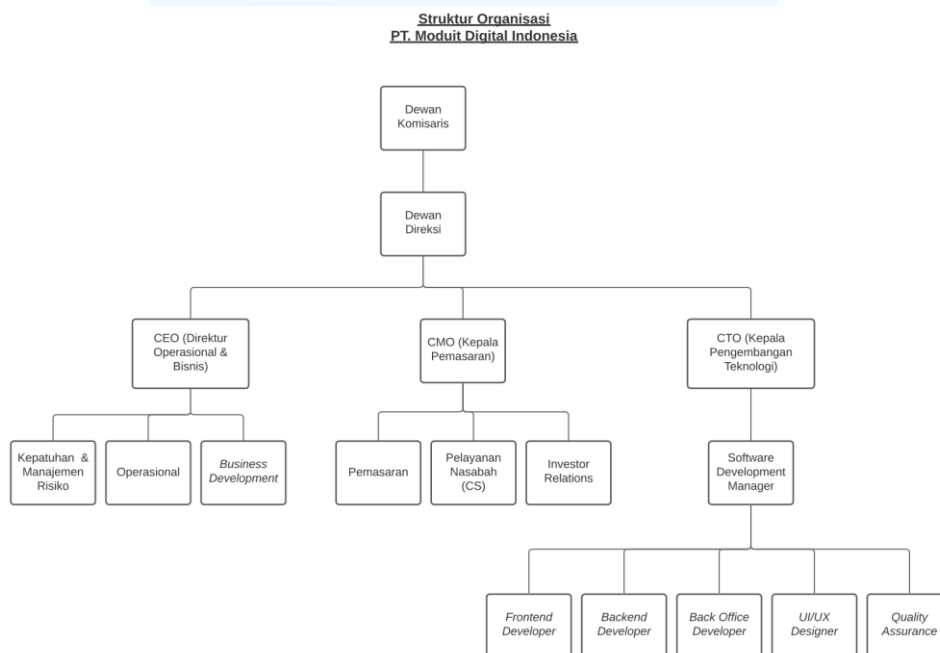 Struktur Organisasi
PT. Moduit Digital Indonesia
Dewan
Komisaris
Dewan
Direksi
CEO (Direktur
Operasional &
Bisnis)
CMO (Kepala
Pemasaran)
CTO (Kepala
Pengembangan
Teknologi)
Kepatuhan &
Manajemen
Risiko
Operasional
Business
Development
Pemasaran
Pelayanan
Nasabah
(CS)
Investor
Relations
Software
Development
Manager
Frontend
Developer
Backend
Developer
Back Office
Developer
UI/UX
Designer
Quality
Assurance